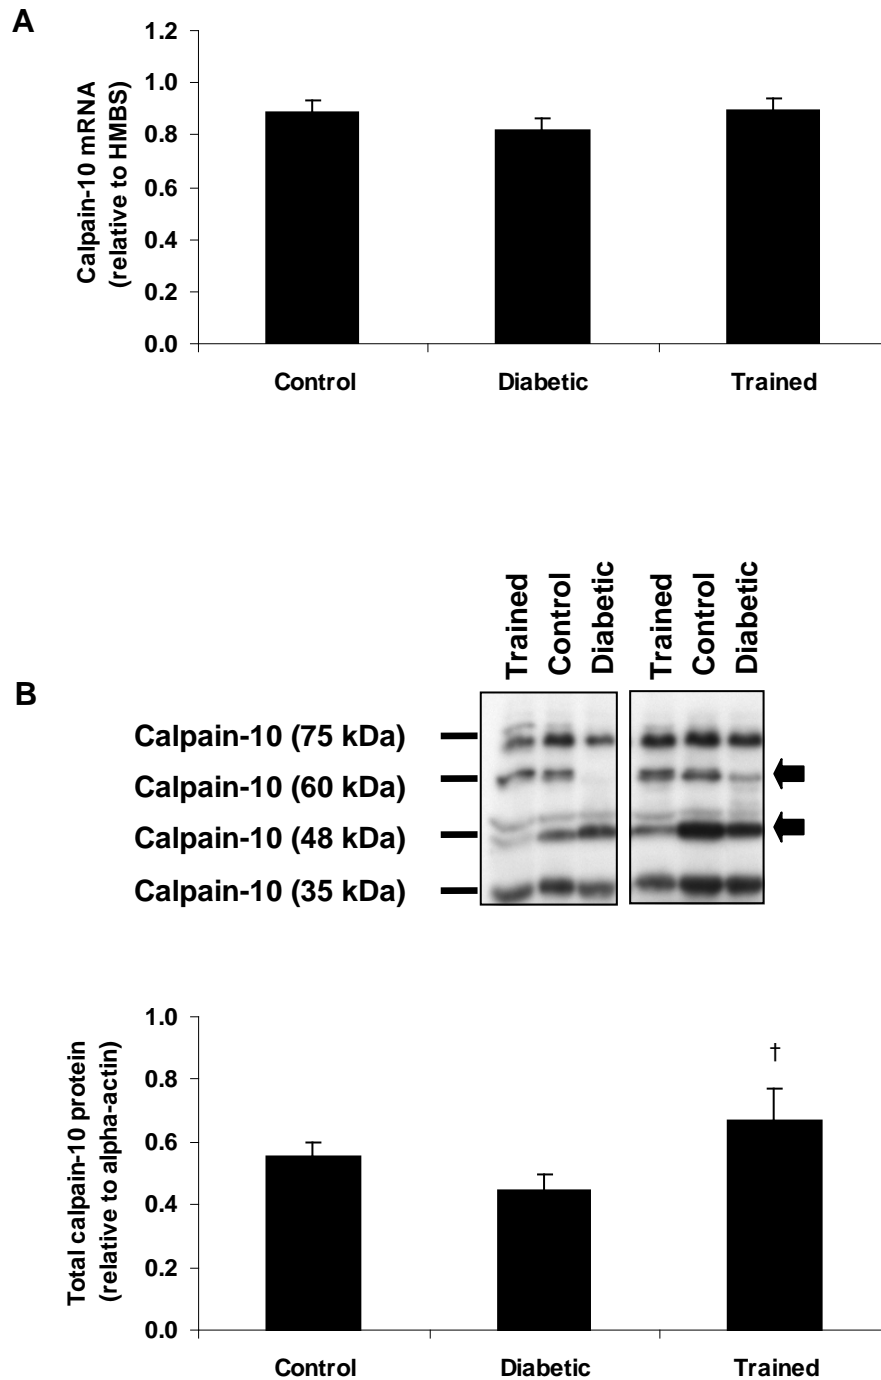 A
Calpain-10 mRNA
(relative to HMBS)
1.2
1.0
0.8
0.6
0.4
0.2
0.0
Control Diabetic Trained
Trained Control Diabetic Trained Control Diabetic
B
Calpain-10 (75 kDa)
Calpain-10 (60 kDa)
Calpain-10 (48 kDa)
Calpain-10 (35 kDa)
Total calpain-10 protein
(relative to alpha-actin)
1.0
0.8
0.6
0.4
0.2
0.0
†
Control Diabetic Trained